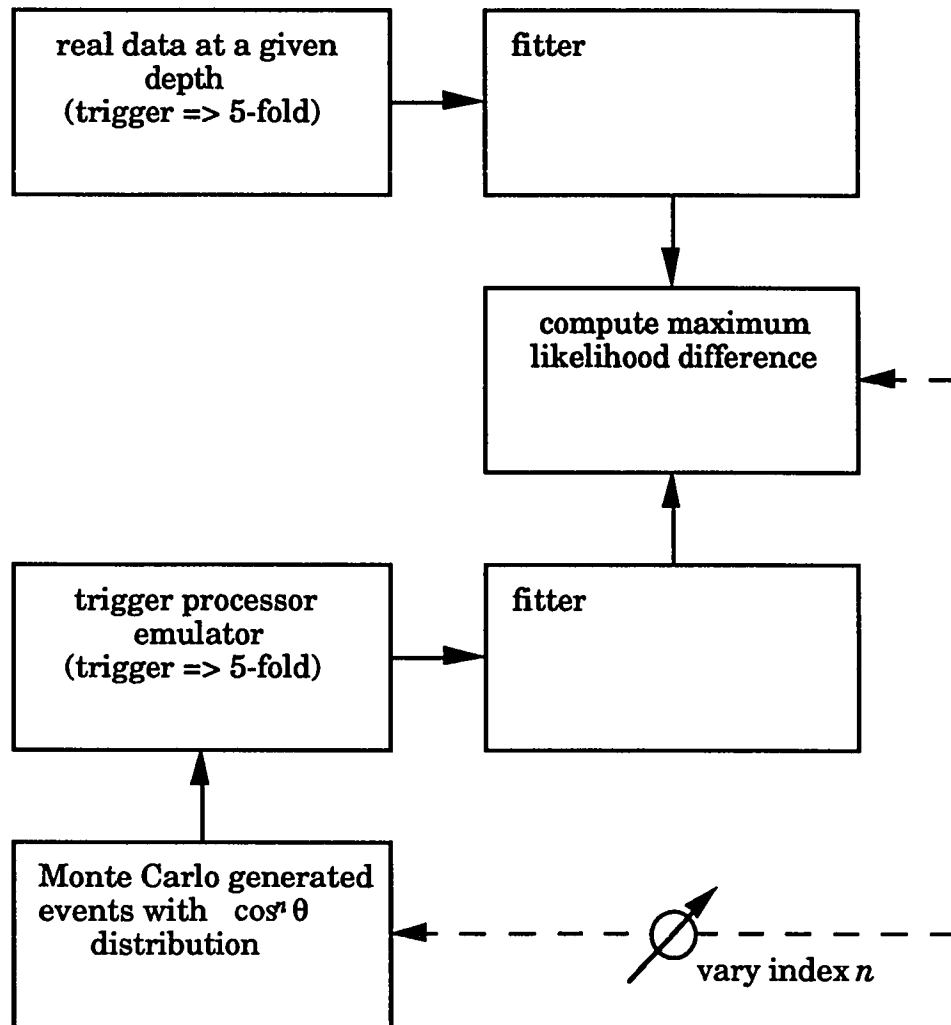 real data at a given
depth
(trigger => 5-fold)
fitter
compute maximum
likelihood difference
trigger processor
emulator
(trigger => 5-fold)
fitter
Monte Carlo generated
events with cosⁿ θ
distribution
vary index n